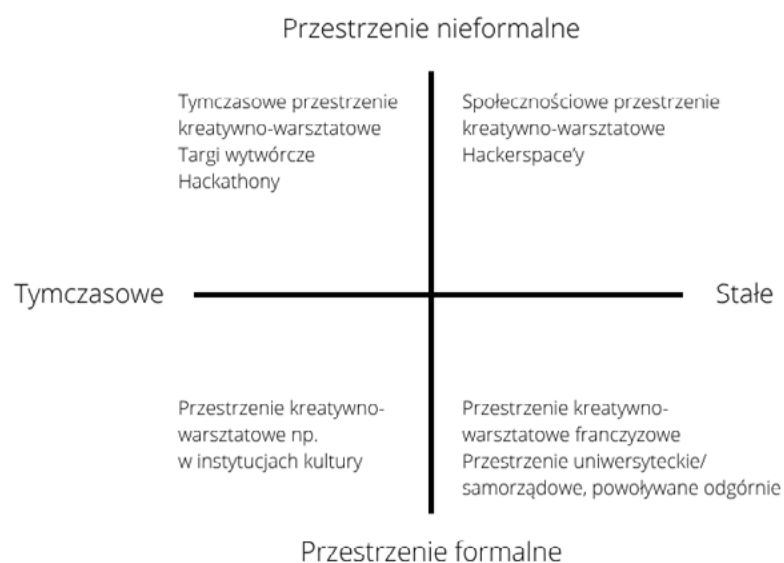 Przestrzenie nieformalne
Tymczasowe przestrzenie
kreatywno-warsztatowe
Targi wytwórcze
Hackathony
Społecznościowe przestrzenie
kreatywno-warsztatowe
Hackerspace’y
Tymczasowe
Stałe
Przestrzenie kreatywno-
warsztatowe np.
w instytucjach kultury
Przestrzenie kreatywno-
warsztatowe franczyzowe
Przestrzenie uniwersyteckie/
samorządowe, powoływane odgórnie
Przestrzenie formalne